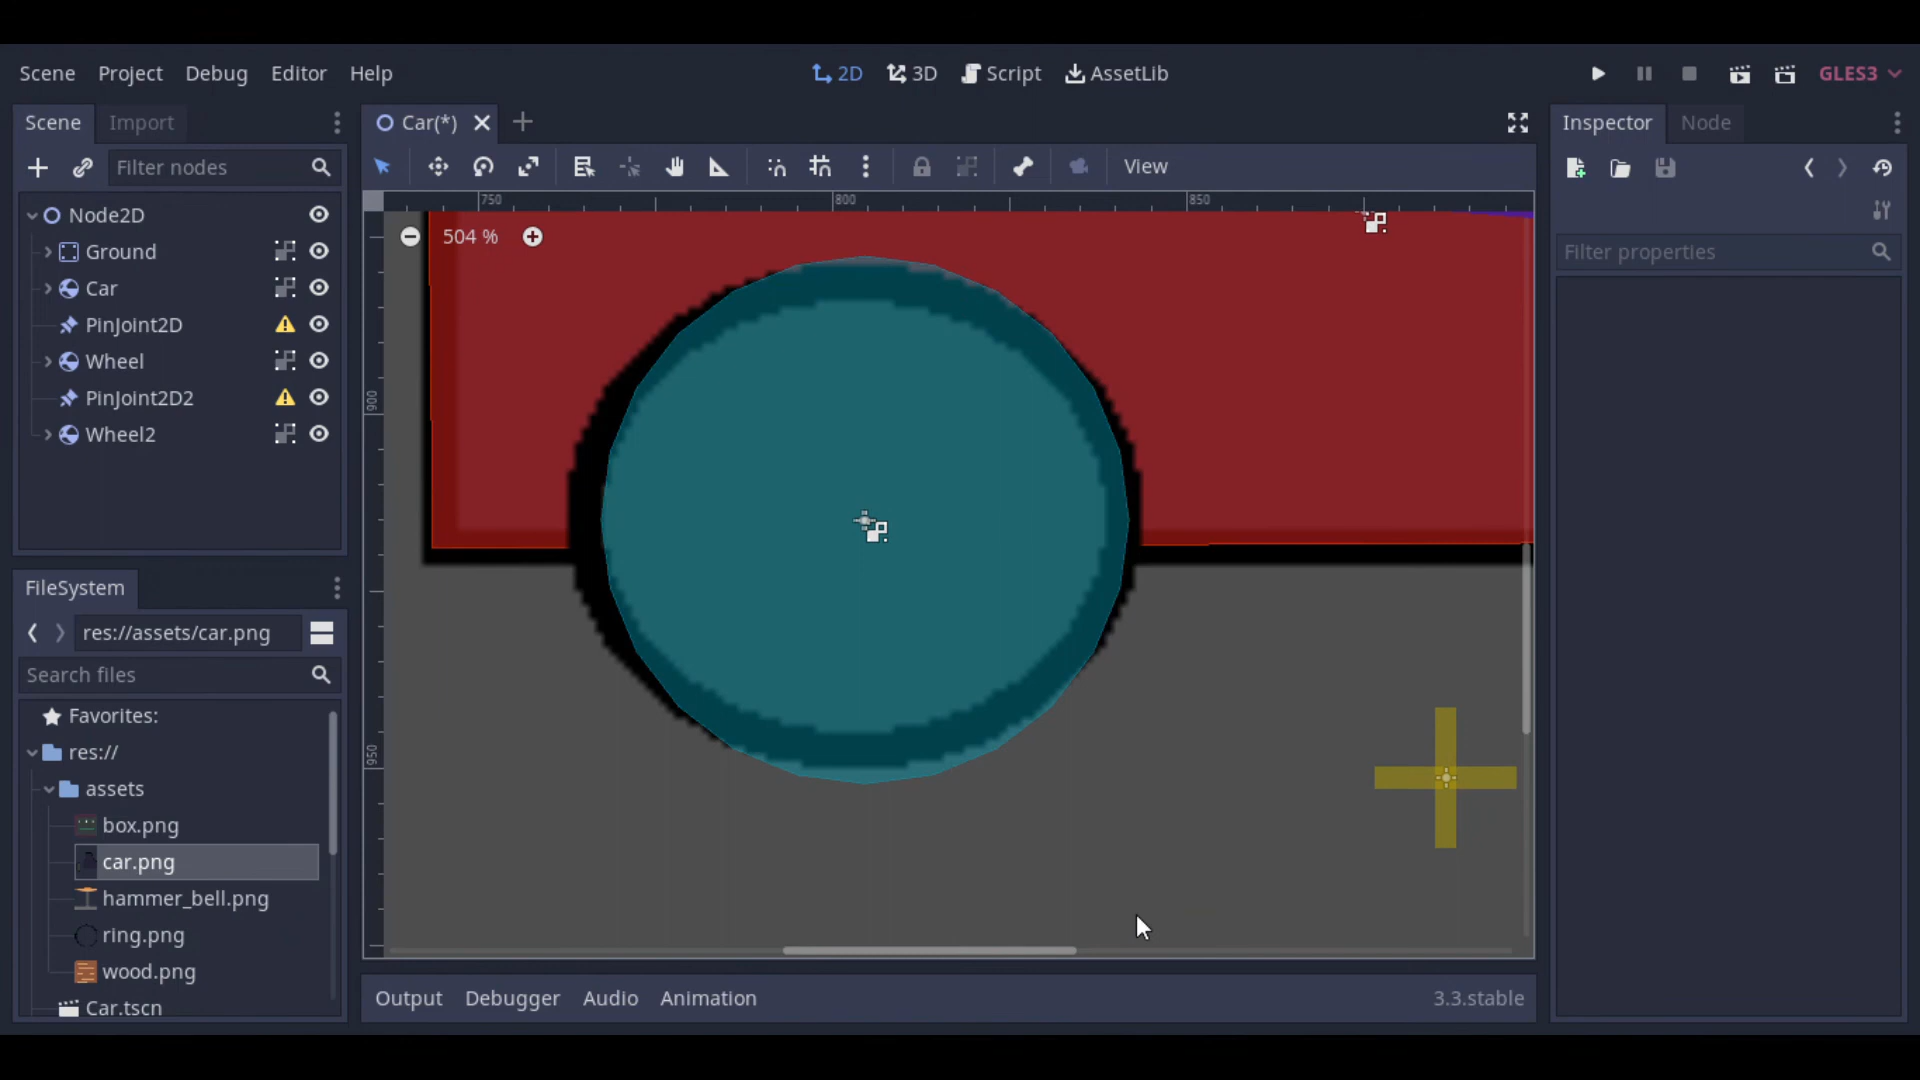 Scene Project Debug Editor Help 2D 3D Script AssetLib GLES3
Scene Import
Car(*)
Inspector Node
Filter nodes
View
Filter properties
Node2D
Ground
Car
PinJoint2D
Wheel
PinJoint2D2
Wheel2
750 800 850
504 %
900
950
FileSystem
res://assets/car.png
Search files
Favorites:
res://
assets
box.png
car.png
hammer_bell.png
ring.png
wood.png
Car.tscn
Output Debugger Audio Animation 3.3.stable